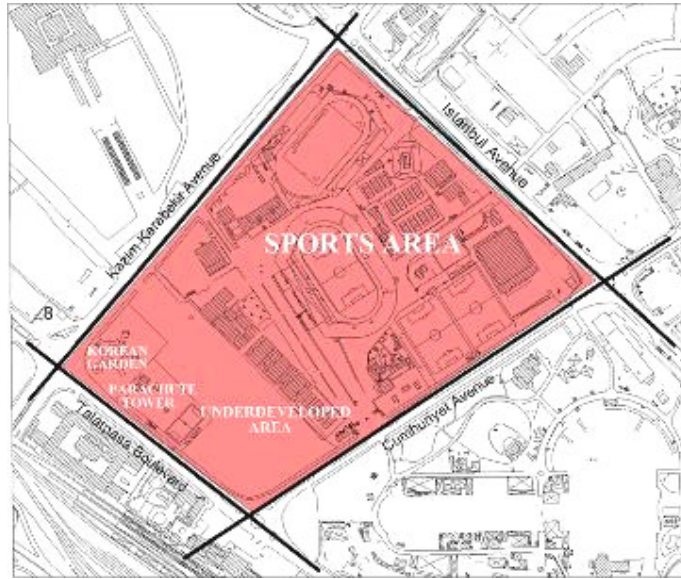 Istanbul Avenue
Kazim Karabekir Avenue
SPORTS AREA
B
KOREAN
GARDEN
PARACHUTE
TOWER
UNDERDEVELOPED
AREA
Cumhuriyet Avenue
Talatpasa Boulevard